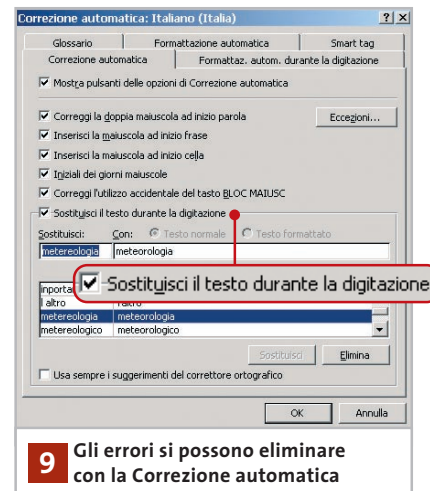 Correzione automatica: Italiano (Italia)
Glossario Formattazione automatica Smart tag
Correzione automatica Formattaz. autom. durante la digitazione
Mostra pulsanti delle opzioni di Correzione automatica
Correggi la doppia maiuscola ad inizio parola Eccezioni...
Inserisci la maiuscola ad inizio frase
Inserisci la maiuscola ad inizio cella
Iniziali dei giorni maiuscole
Correggi l'utilizzo accidentale del tasto BLOC MAIUSC
Sostituisci il testo durante la digitazione
Sostituisci: Con: Testo normale Testo formattato
metereologia meteorologia
Sostituisci il testo durante la digitazione
l altro l'altro
metereologia meteorologia
metereologico meteorologico
Sostituisci Elimina
Usa sempre i suggerimenti del correttore ortografico
OK Annulla
9 Gli errori si possono eliminare
con la Correzione automatica